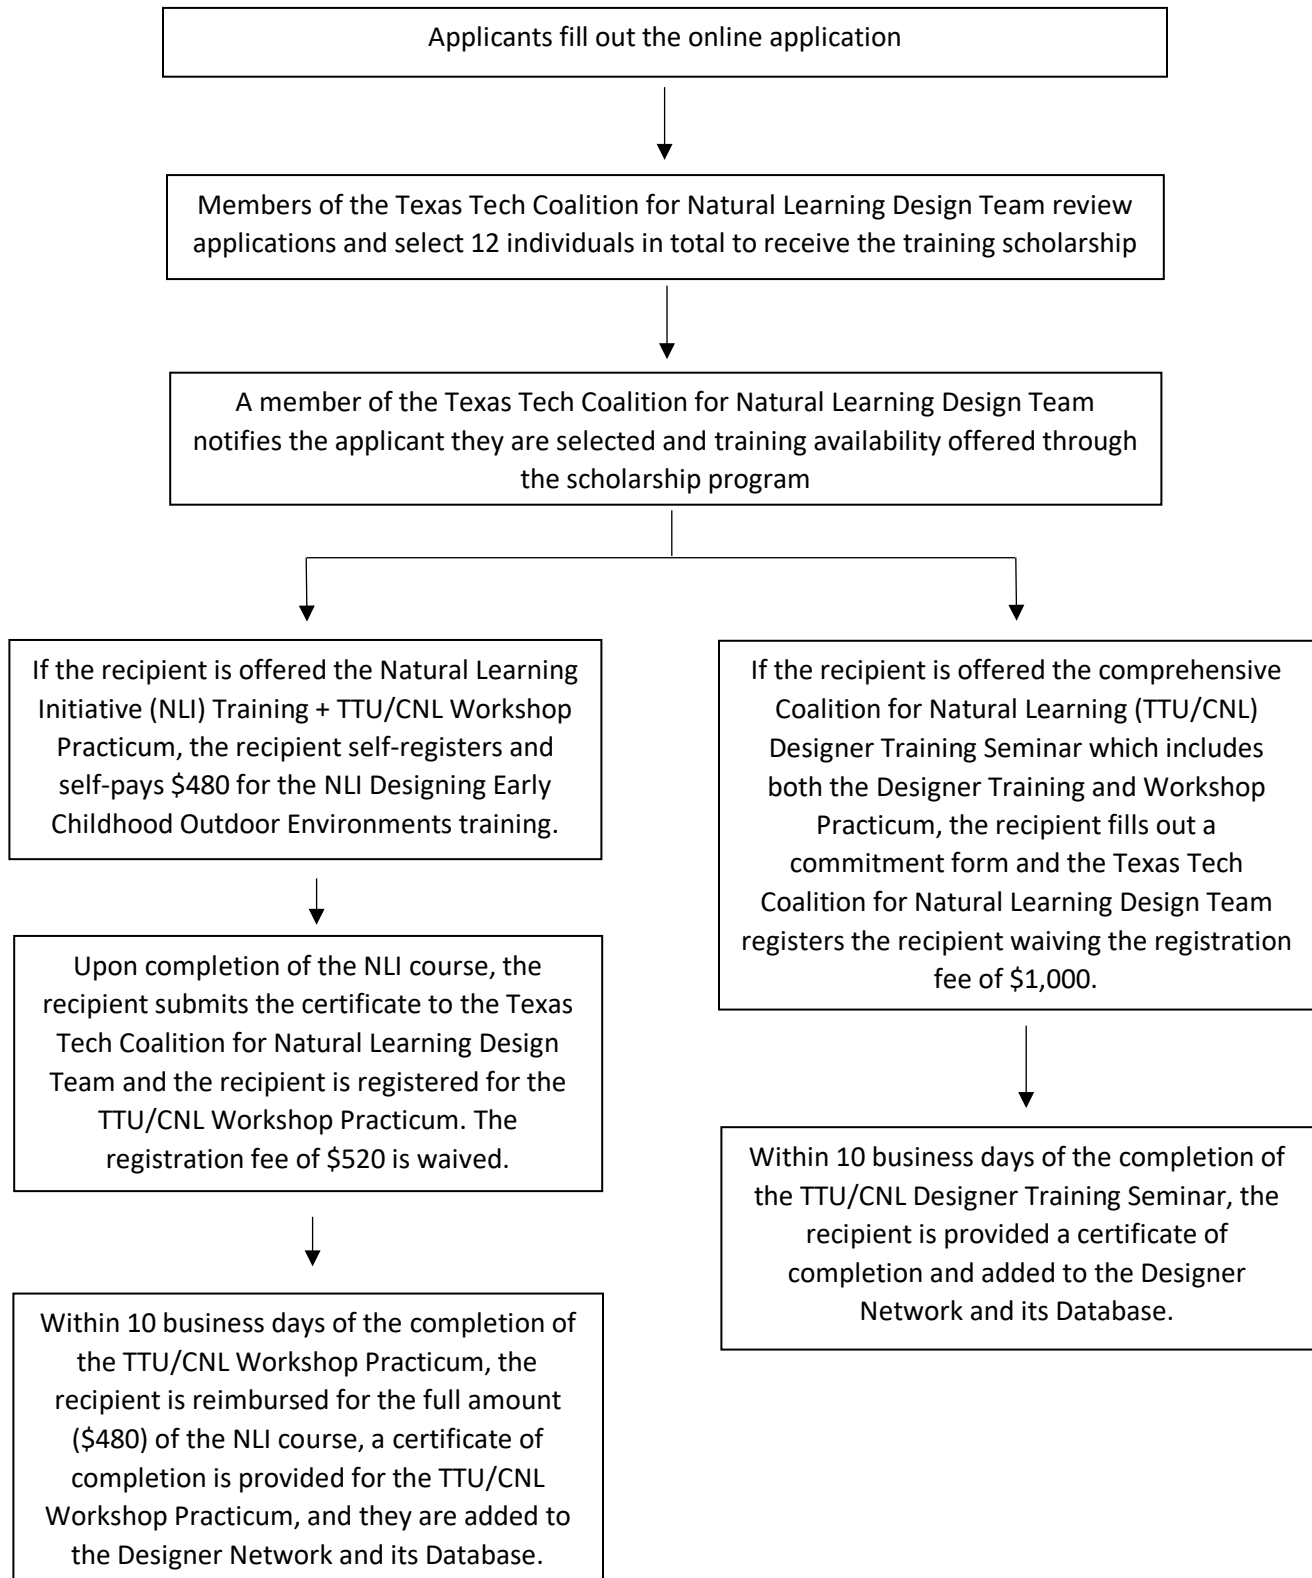 Applicants fill out the online application
Members of the Texas Tech Coalition for Natural Learning Design Team review
applications and select 12 individuals in total to receive the training scholarship
A member of the Texas Tech Coalition for Natural Learning Design Team
notifies the applicant they are selected and training availability offered through
the scholarship program
If the recipient is offered the Natural Learning
Initiative (NLI) Training + TTU/CNL Workshop
Practicum, the recipient self-registers and
self-pays $480 for the NLI Designing Early
Childhood Outdoor Environments training.
Upon completion of the NLI course, the
recipient submits the certificate to the Texas
Tech Coalition for Natural Learning Design
Team and the recipient is registered for the
TTU/CNL Workshop Practicum. The
registration fee of $520 is waived.
Within 10 business days of the completion of
the TTU/CNL Workshop Practicum, the
recipient is reimbursed for the full amount
($480) of the NLI course, a certificate of
completion is provided for the TTU/CNL
Workshop Practicum, and they are added to
the Designer Network and its Database.
If the recipient is offered the comprehensive
Coalition for Natural Learning (TTU/CNL)
Designer Training Seminar which includes
both the Designer Training and Workshop
Practicum, the recipient fills out a
commitment form and the Texas Tech
Coalition for Natural Learning Design Team
registers the recipient waiving the registration
fee of $1,000.
Within 10 business days of the completion of
the TTU/CNL Designer Training Seminar, the
recipient is provided a certificate of
completion and added to the Designer
Network and its Database.